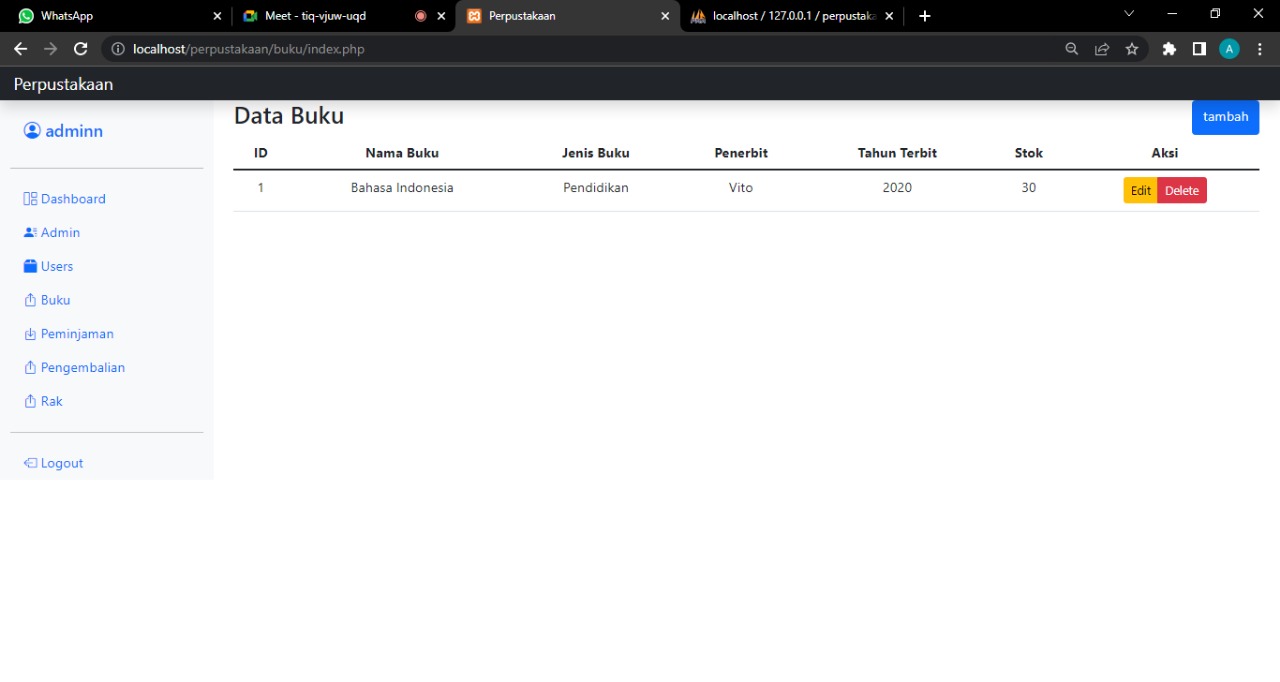 WhatsApp
Meet - tiq-vjuw-uqd
Perpustakaan
localhost / 127.0.0.1 / perpustaka
localhost/perpustakaan/buku/index.php
A
Perpustakaan
adminn
Dashboard
Admin
Users
Buku
Peminjaman
Pengembalian
Rak
Logout
Data Buku
tambah
ID Nama Buku Jenis Buku Penerbit Tahun Terbit Stok Aksi
1 Bahasa Indonesia Pendidikan Vito 2020 30 Edit Delete